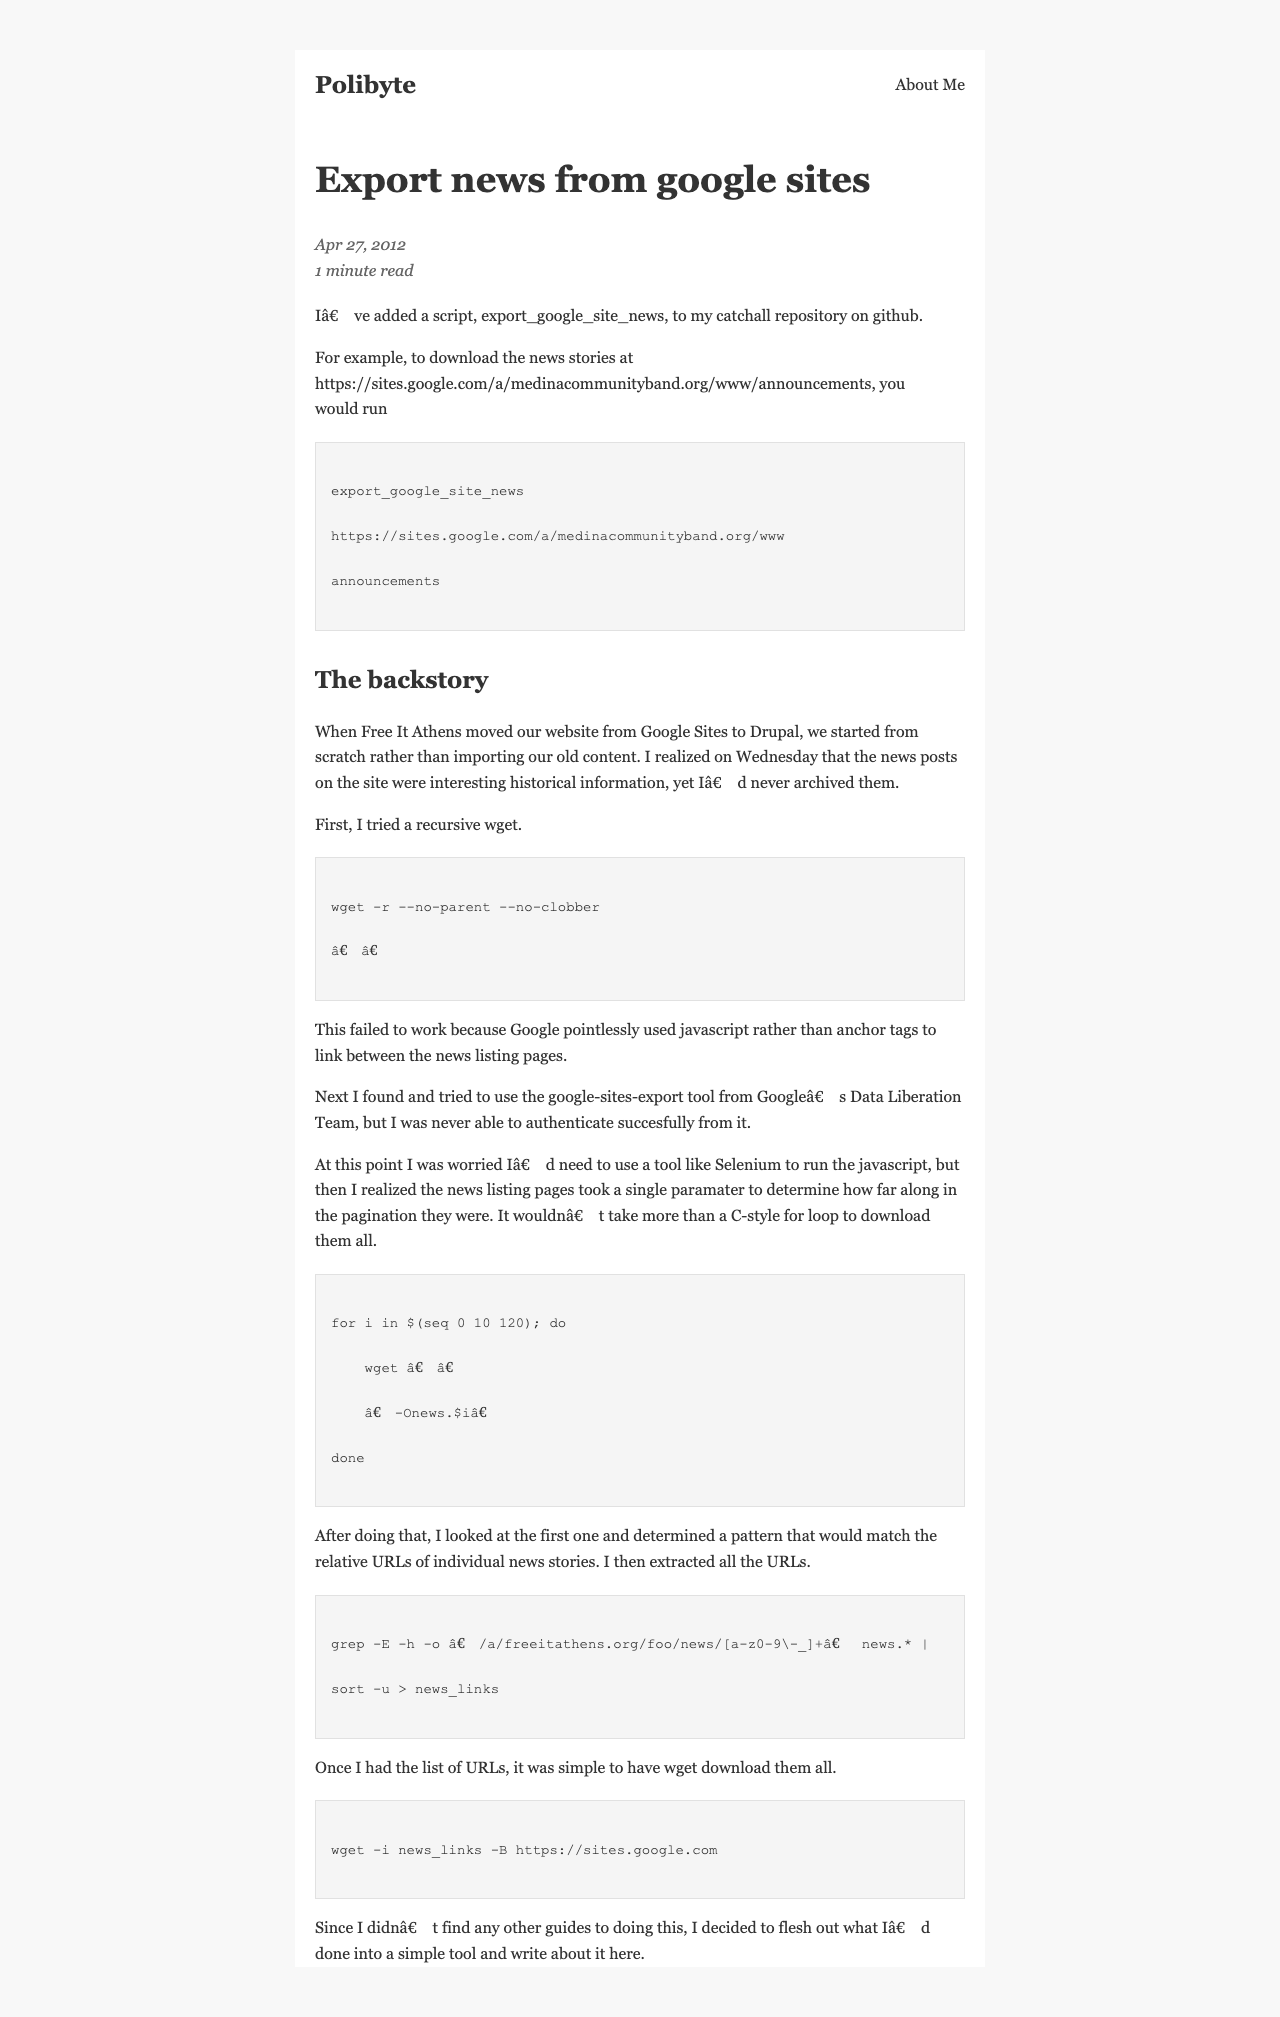 Polibyte
About Me
Export news from google sites
Apr 27, 2012
1 minute read
Iâ€ ve added a script, export_google_site_news, to my catchall repository on github.
For example, to download the news stories at
https://sites.google.com/a/medinacommunityband.org/www/announcements, you
would run
export_google_site_news
https://sites.google.com/a/medinacommunityband.org/www
announcements
The backstory
When Free It Athens moved our website from Google Sites to Drupal, we started from
scratch rather than importing our old content. I realized on Wednesday that the news posts
on the site were interesting historical information, yet Iâ€ d never archived them.
First, I tried a recursive wget.
wget -r --no-parent --no-clobber
â€ â€
This failed to work because Google pointlessly used javascript rather than anchor tags to
link between the news listing pages.
Next I found and tried to use the google-sites-export tool from Googleâ€ s Data Liberation
Team, but I was never able to authenticate succesfully from it.
At this point I was worried Iâ€ d need to use a tool like Selenium to run the javascript, but
then I realized the news listing pages took a single paramater to determine how far along in
the pagination they were. It wouldnâ€ t take more than a C-style for loop to download
them all.
for i in $(seq 0 10 120); do
    wget â€ â€
    â€ -Onews.$iâ€
done
After doing that, I looked at the first one and determined a pattern that would match the
relative URLs of individual news stories. I then extracted all the URLs.
grep -E -h -o â€ /a/freeitathens.org/foo/news/[a-z0-9\-_]+â€ news.* |
sort -u > news_links
Once I had the list of URLs, it was simple to have wget download them all.
wget -i news_links -B https://sites.google.com
Since I didnâ€ t find any other guides to doing this, I decided to flesh out what Iâ€ d
done into a simple tool and write about it here.